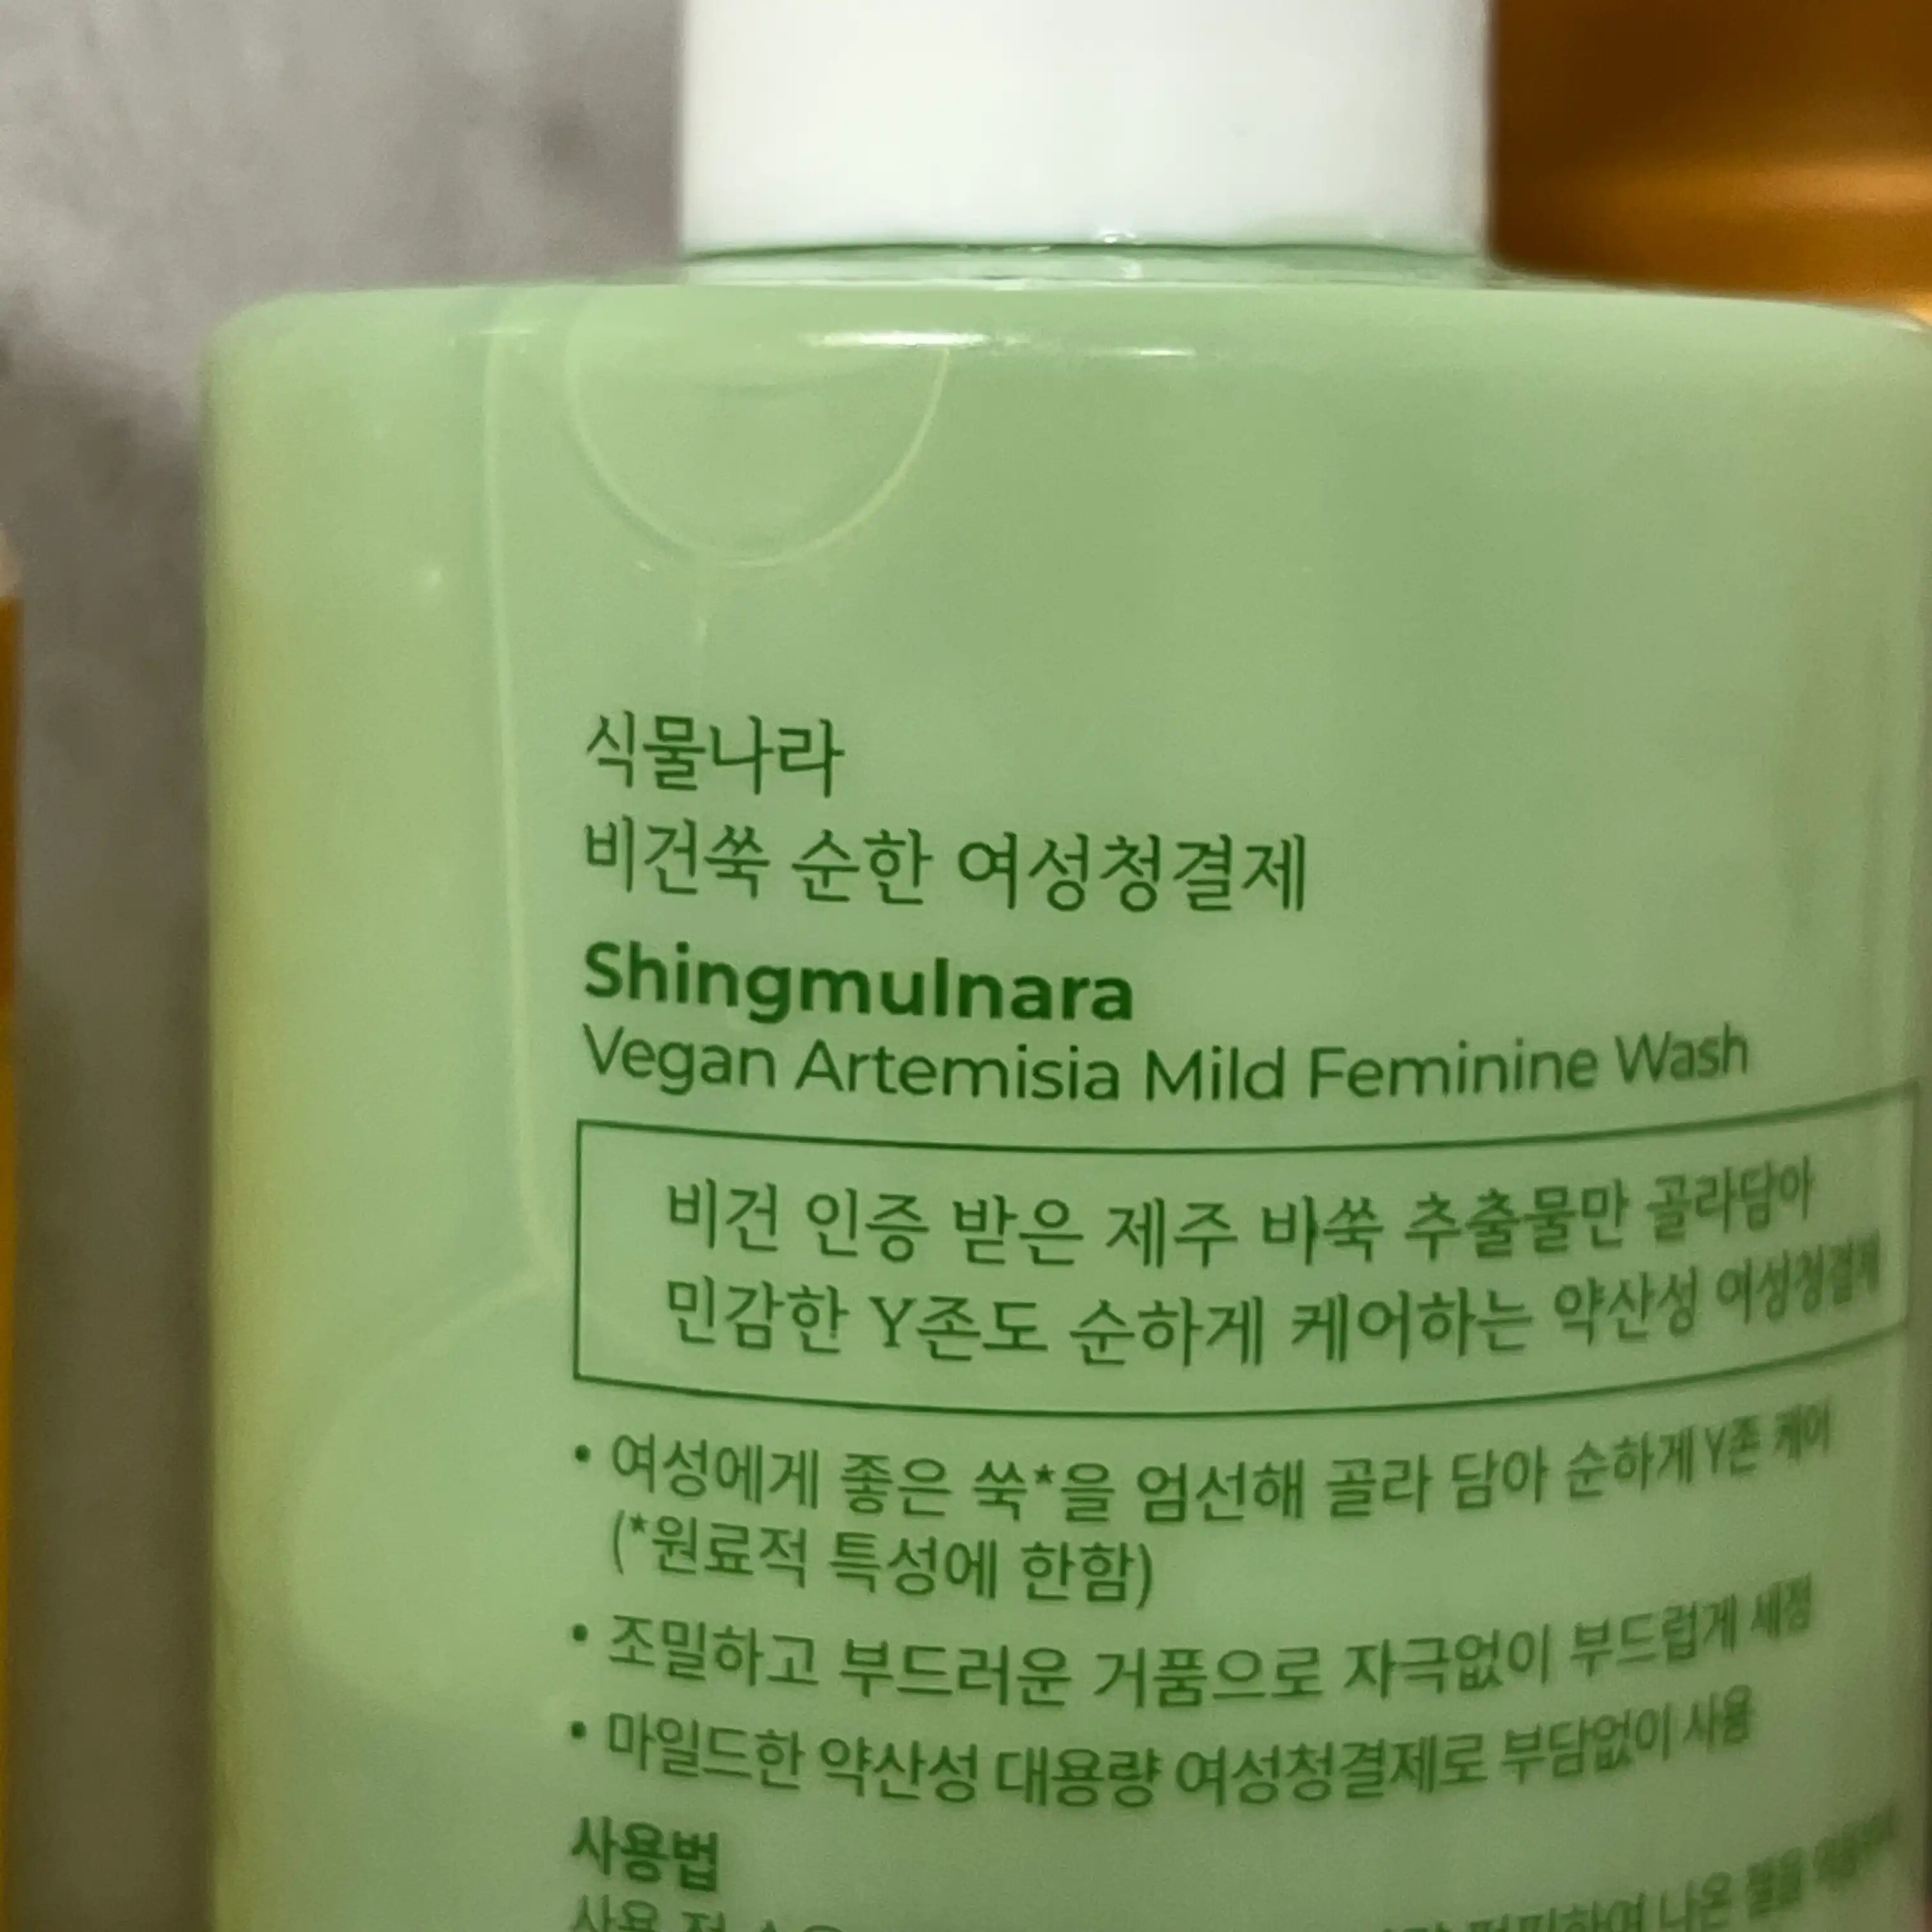 식물나라
비건쑥 순한 여성청결제
Shingmulnara
Vegan Artemisia Mild Feminine Wash
비건 인증 받은 제주 바쑥 추출물만 골라담아
민감한 Y존도 순하게 케어하는 약산성 여성청결제
• 여성에게 좋은 쑥*을 엄선해 골라 담아 순하게 Y존 케어
(*원료적 특성에 한함)
• 조밀하고 부드러운 거품으로 자극없이 부드럽게 세정
• 마일드한 약산성 대용량 여성청결제로 부담없이 사용
사용법
사용 전 나온